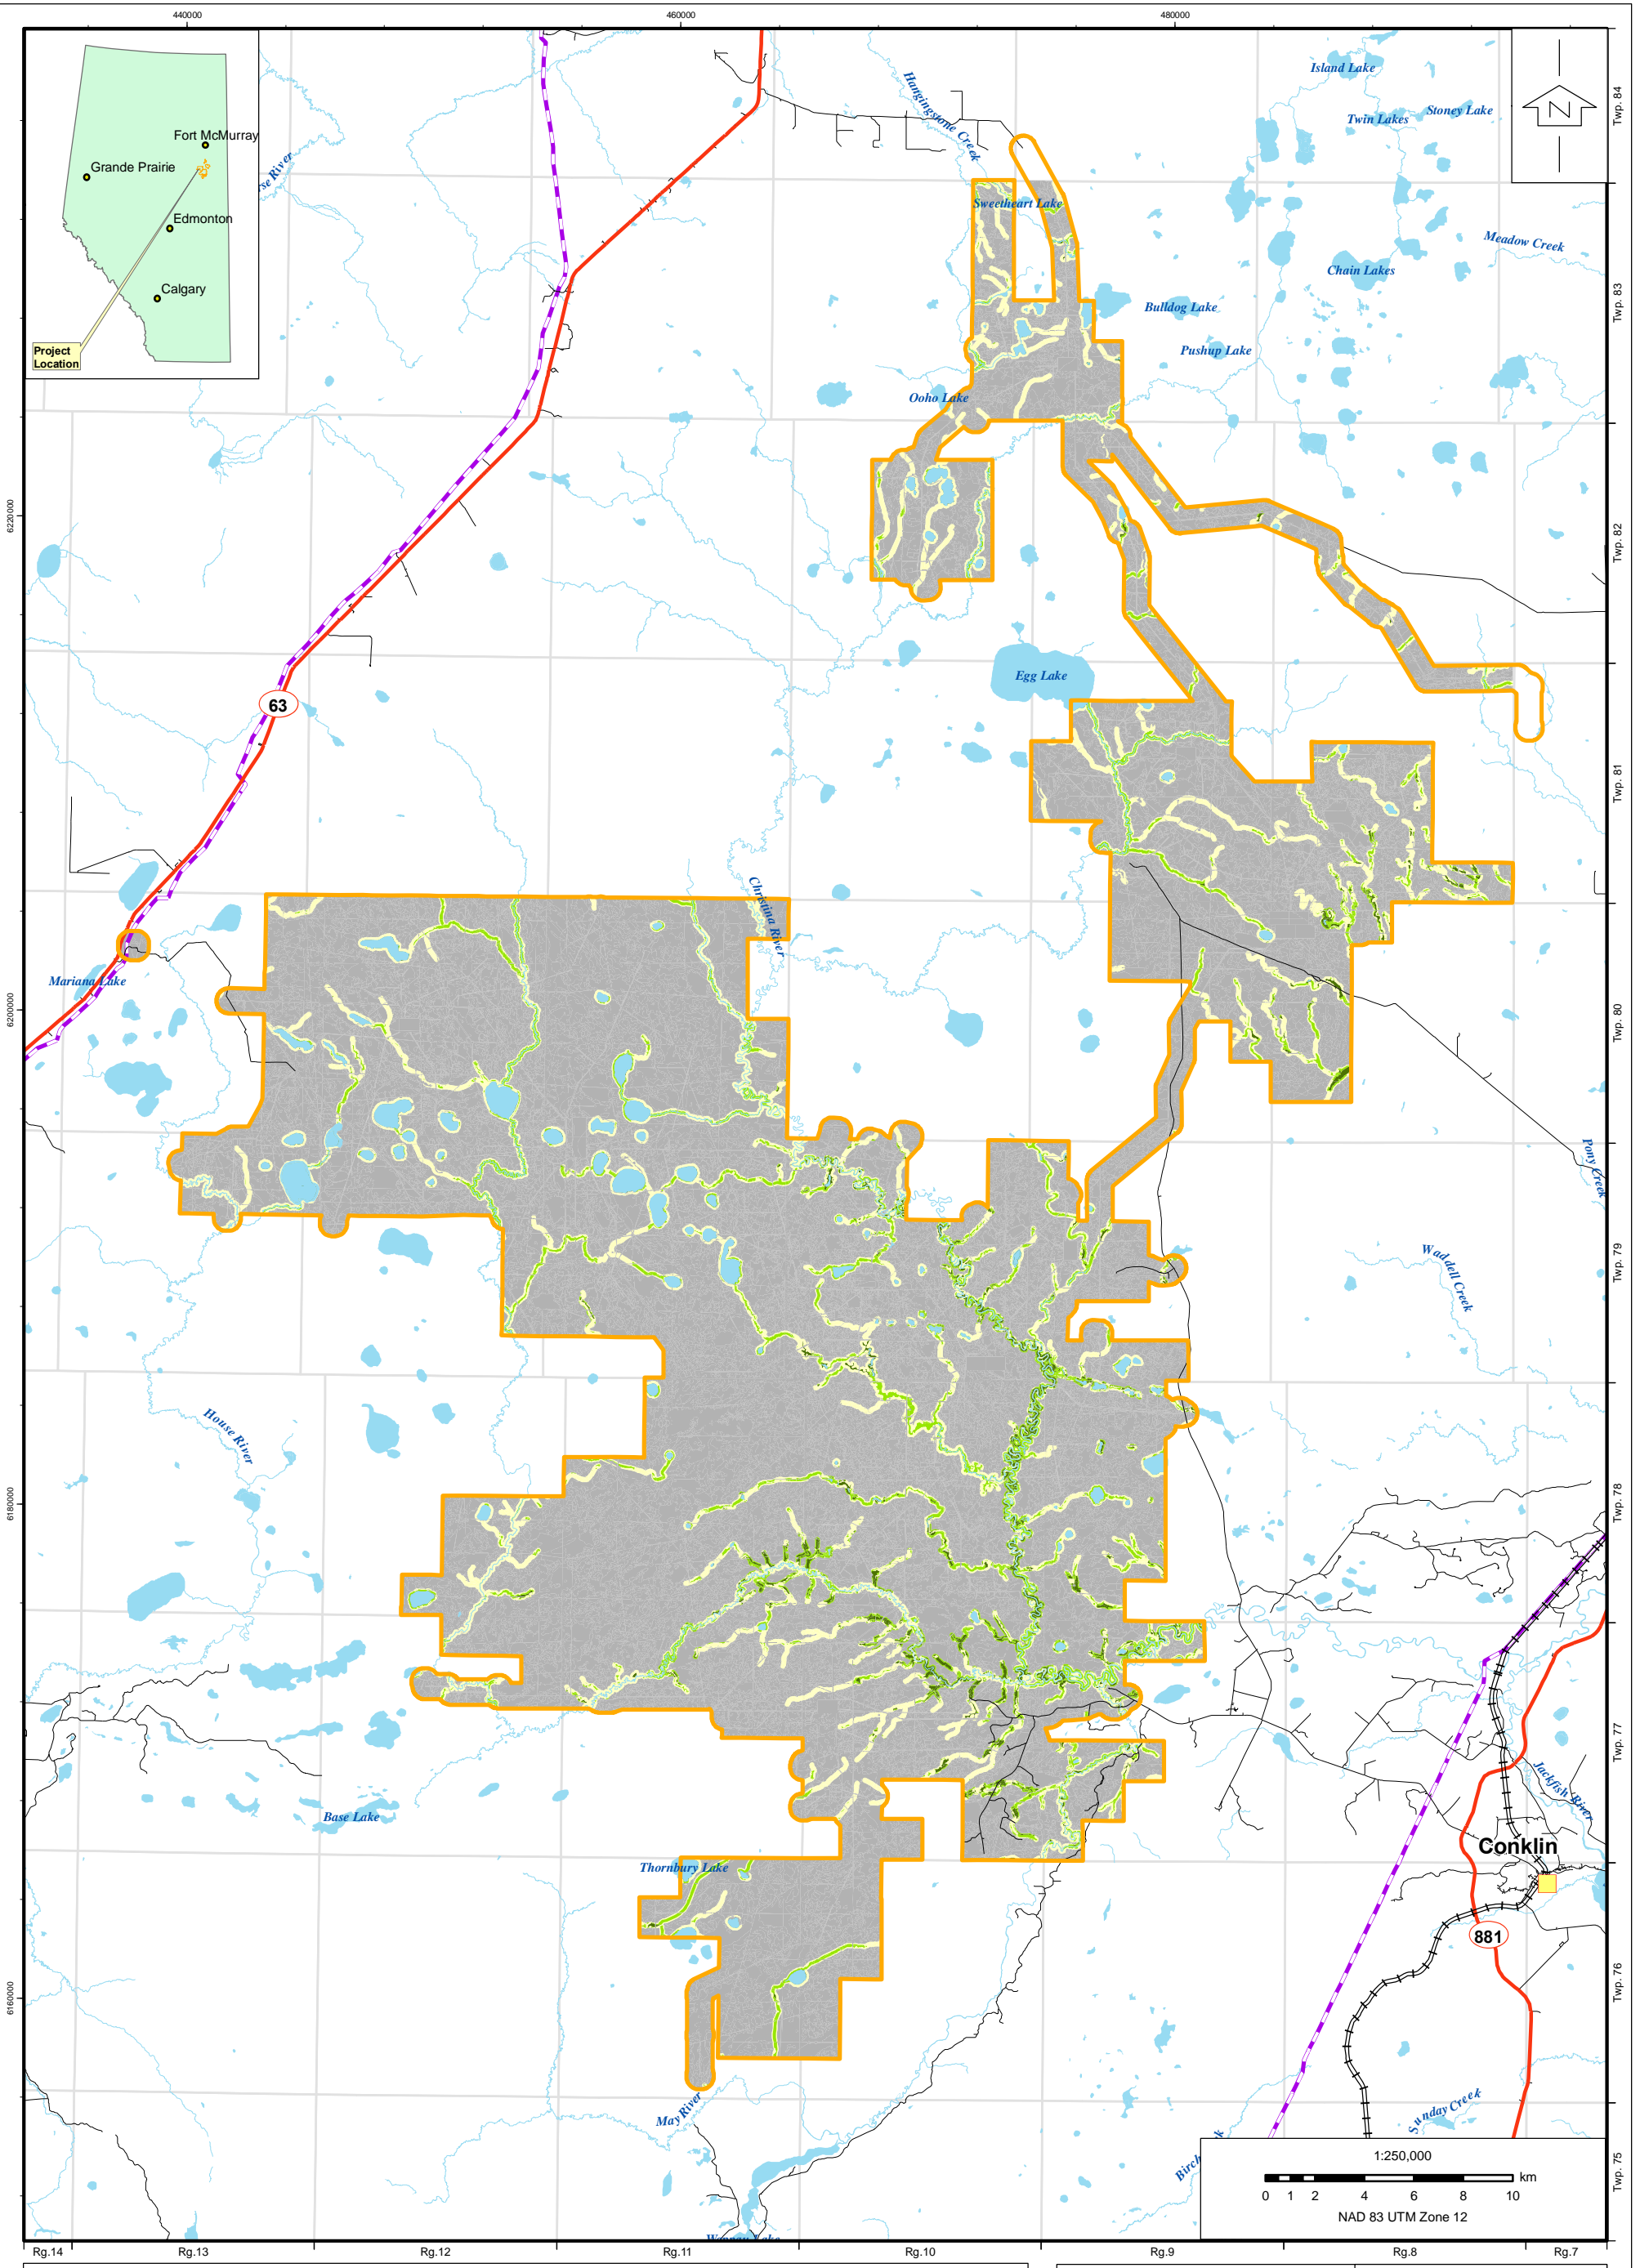 440000
460000
480000
Fort McMurray
Grande Prairie
Edmonton
Calgary
Project
Location
se River
Hangingstone Creek
Island Lake
Twin Lakes
Stoney Lake
N
Twp. 84
Sweetheart Lake
Meadow Creek
Chain Lakes
Bulldog Lake
Pushup Lake
Twp. 83
Ooho Lake
6220000
Twp. 82
Egg Lake
63
Twp. 81
Christina River
Mariana Lake
6200000
Twp. 80
Pony Creek
Waddell Creek
Twp. 79
House River
6180000
Twp. 78
Twp. 77
Jackfish River
Base Lake
Conklin
Thornbury Lake
881
6160000
Twp. 76
May River
Sunday Creek
Birch
1:250,000
km
0 1 2 4 6 8 10
NAD 83 UTM Zone 12
Twp. 75
Rg.14
Rg.13
Rg.12
Rg.11
Rg.10
Rg.9
Rg.8
Rg.7